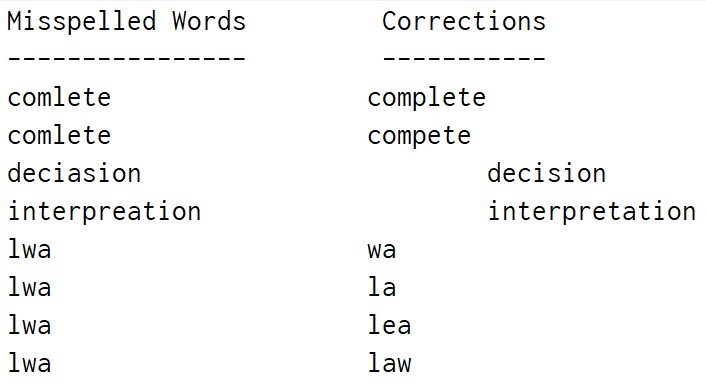 Misspelled Words         Corrections
----------------         -----------
comlete                 complete
comlete                 compete
deciasion                       decision
interpreation                   interpretation
lwa                     wa
lwa                     la
lwa                     lea
lwa                     law